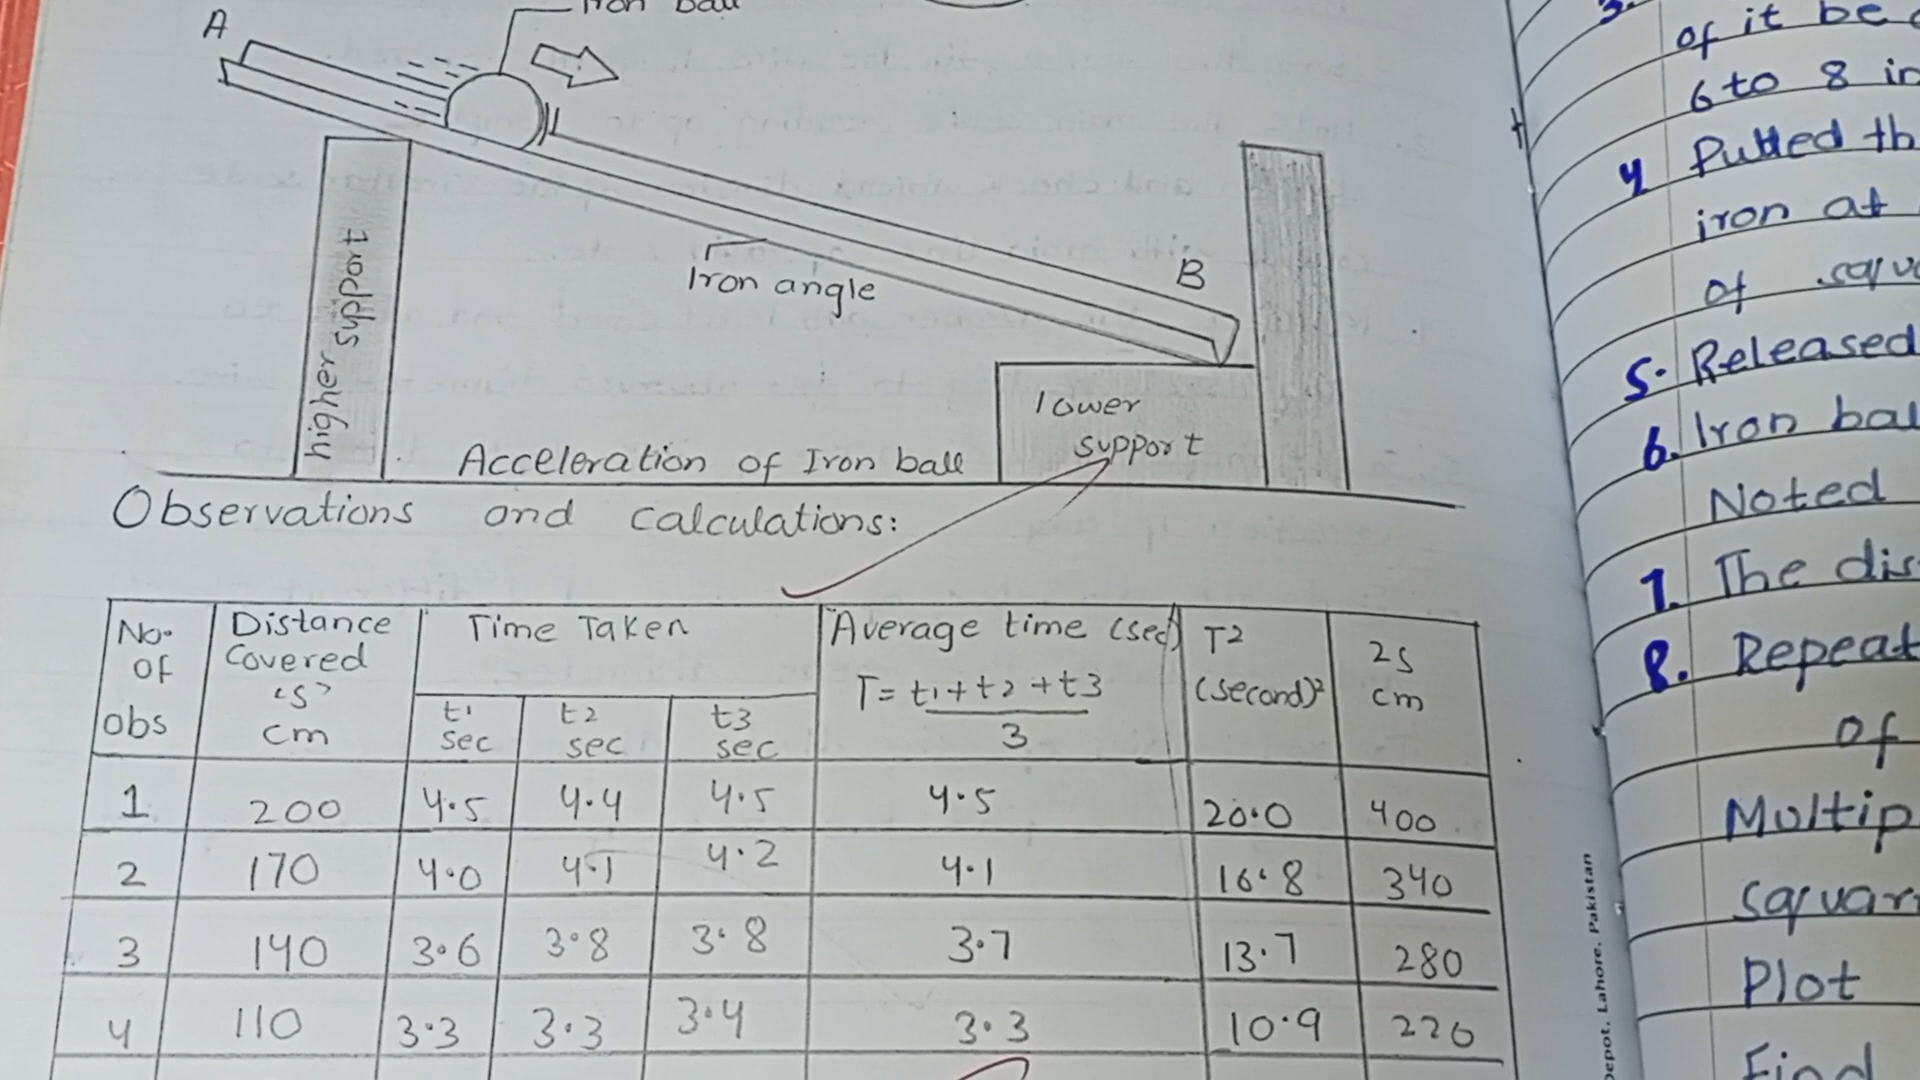 A
Iron ball
higher support
Iron angle
B
lower
support
Acceleration of Iron ball
Observations and calculations:
No. of obs | Distance Covered 'S' cm | Time Taken | Average time (sec) T = t1+t2+t3 / 3 | T2 (second)2 | 2s cm
t1 sec | t2 sec | t3 sec
1 | 200 | 4.5 | 4.4 | 4.5 | 4.5 | 20.0 | 400
2 | 170 | 4.0 | 4.1 | 4.2 | 4.1 | 16.8 | 340
3 | 140 | 3.6 | 3.8 | 3.8 | 3.7 | 13.7 | 280
4 | 110 | 3.3 | 3.3 | 3.4 | 3.3 | 10.9 | 220
3.
of it be
6 to 8 in
4 Putted th
iron at
of squ
5. Released
6. Iron bal
Noted
7. The dis
8. Repeat
of
Multip
squar
Plot
Find
Depot. Lahore. Pakistan